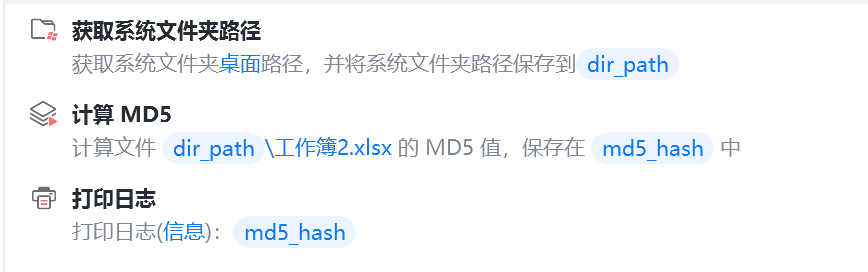 获取系统文件夹路径
获取系统文件夹桌面路径，并将系统文件夹路径保存到 dir_path
计算 MD5
计算文件 dir_path\工作簿2.xlsx 的 MD5 值，保存在 md5_hash 中
打印日志
打印日志(信息)： md5_hash